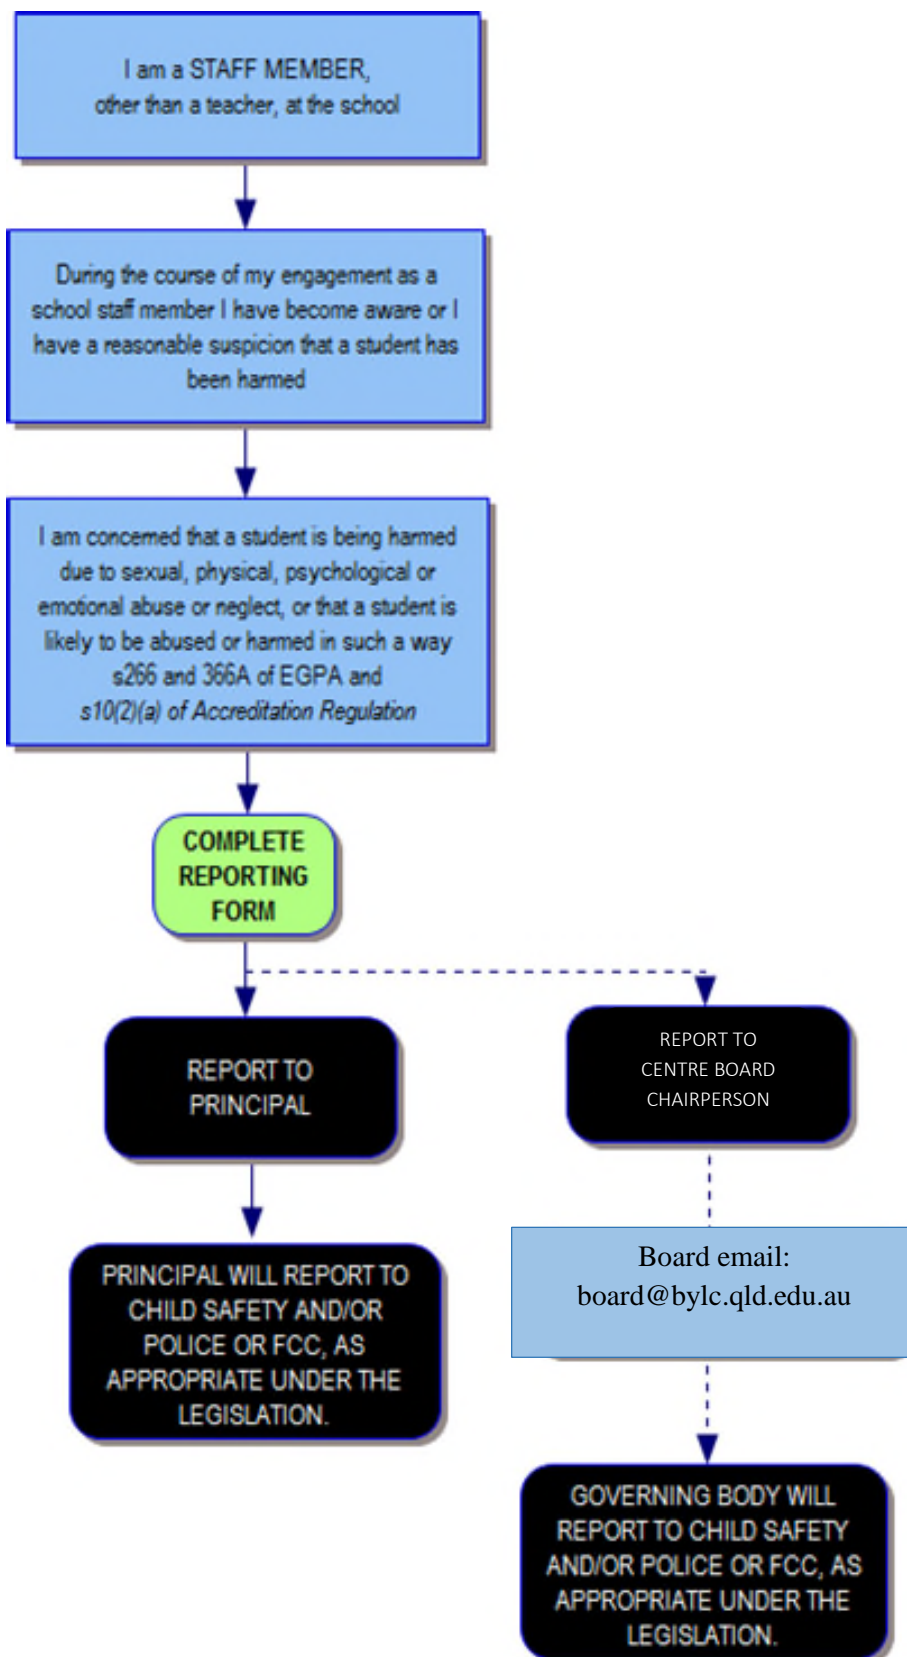 I am a STAFF MEMBER,
other than a teacher, at the school
During the course of my engagement as a
school staff member I have become aware or I
have a reasonable suspicion that a student has
been harmed
I am concerned that a student is being harmed
due to sexual, physical, psychological or
emotional abuse or neglect, or that a student is
likely to be abused or harmed in such a way
s266 and 366A of EGPA and
s10(2)(a) of Accreditation Regulation
COMPLETE
REPORTING
FORM
REPORT TO
PRINCIPAL
REPORT TO
CENTRE BOARD
CHAIRPERSON
PRINCIPAL WILL REPORT TO
CHILD SAFETY AND/OR
POLICE OR FCC, AS
APPROPRIATE UNDER THE
LEGISLATION.
Board email:
board@bylc.qld.edu.au
GOVERNING BODY WILL
REPORT TO CHILD SAFETY
AND/OR POLICE OR FCC, AS
APPROPRIATE UNDER THE
LEGISLATION.